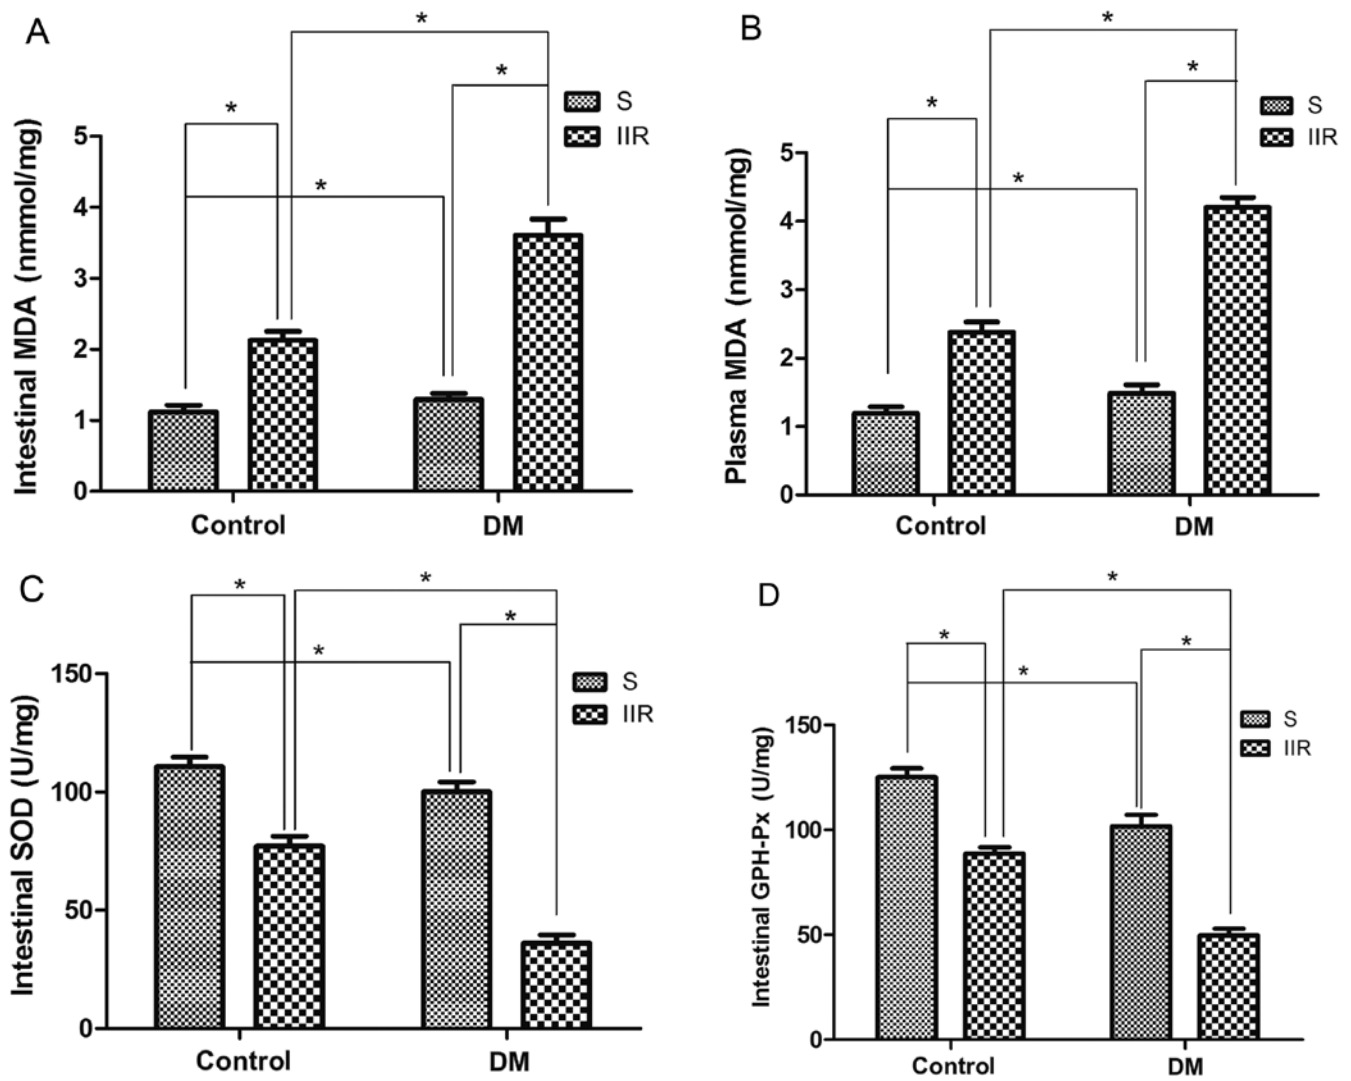 A
*
*
*
*
S
IIR
Intestinal MDA (nmmol/mg)
5
4
3
2
1
0
Control DM
B
*
*
*
*
S
IIR
Plasma MDA (nmmol/mg)
5
4
3
2
1
0
Control DM
C
*
*
*
*
S
IIR
Intestinal SOD (U/mg)
150
100
50
0
Control DM
D
*
*
*
*
S
IIR
Intestinal GPH-Px (U/mg)
150
100
50
0
Control DM